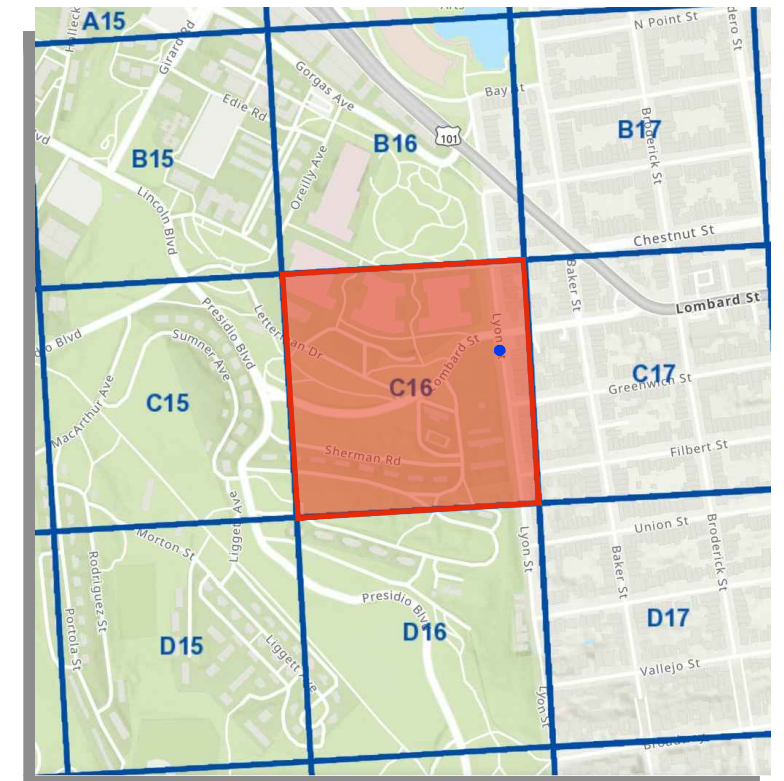 Arts
A15
N Point St
Halleck
Girard Rd
Gorgas Ave
Bay St
Edie Rd
101
B16
B17
Broderick St
B15
Oreilly Ave
Lincoln Blvd
Chestnut St
Baker St
Lombard St
Presidio Blvd
Letterman Dr
Lyon
Sumner Ave
Lombard St
C17
Greenwich St
C16
C15
MacArthur Ave
Filbert St
Sherman Rd
Liggett Ave
Union St
Morton St
Lyon St
Baker St
Broderick St
Rodriguez St
Portola St
Presidio Blvd
D15
D16
D17
Liggett Ave
Vallejo St
Lyon St
Broadway